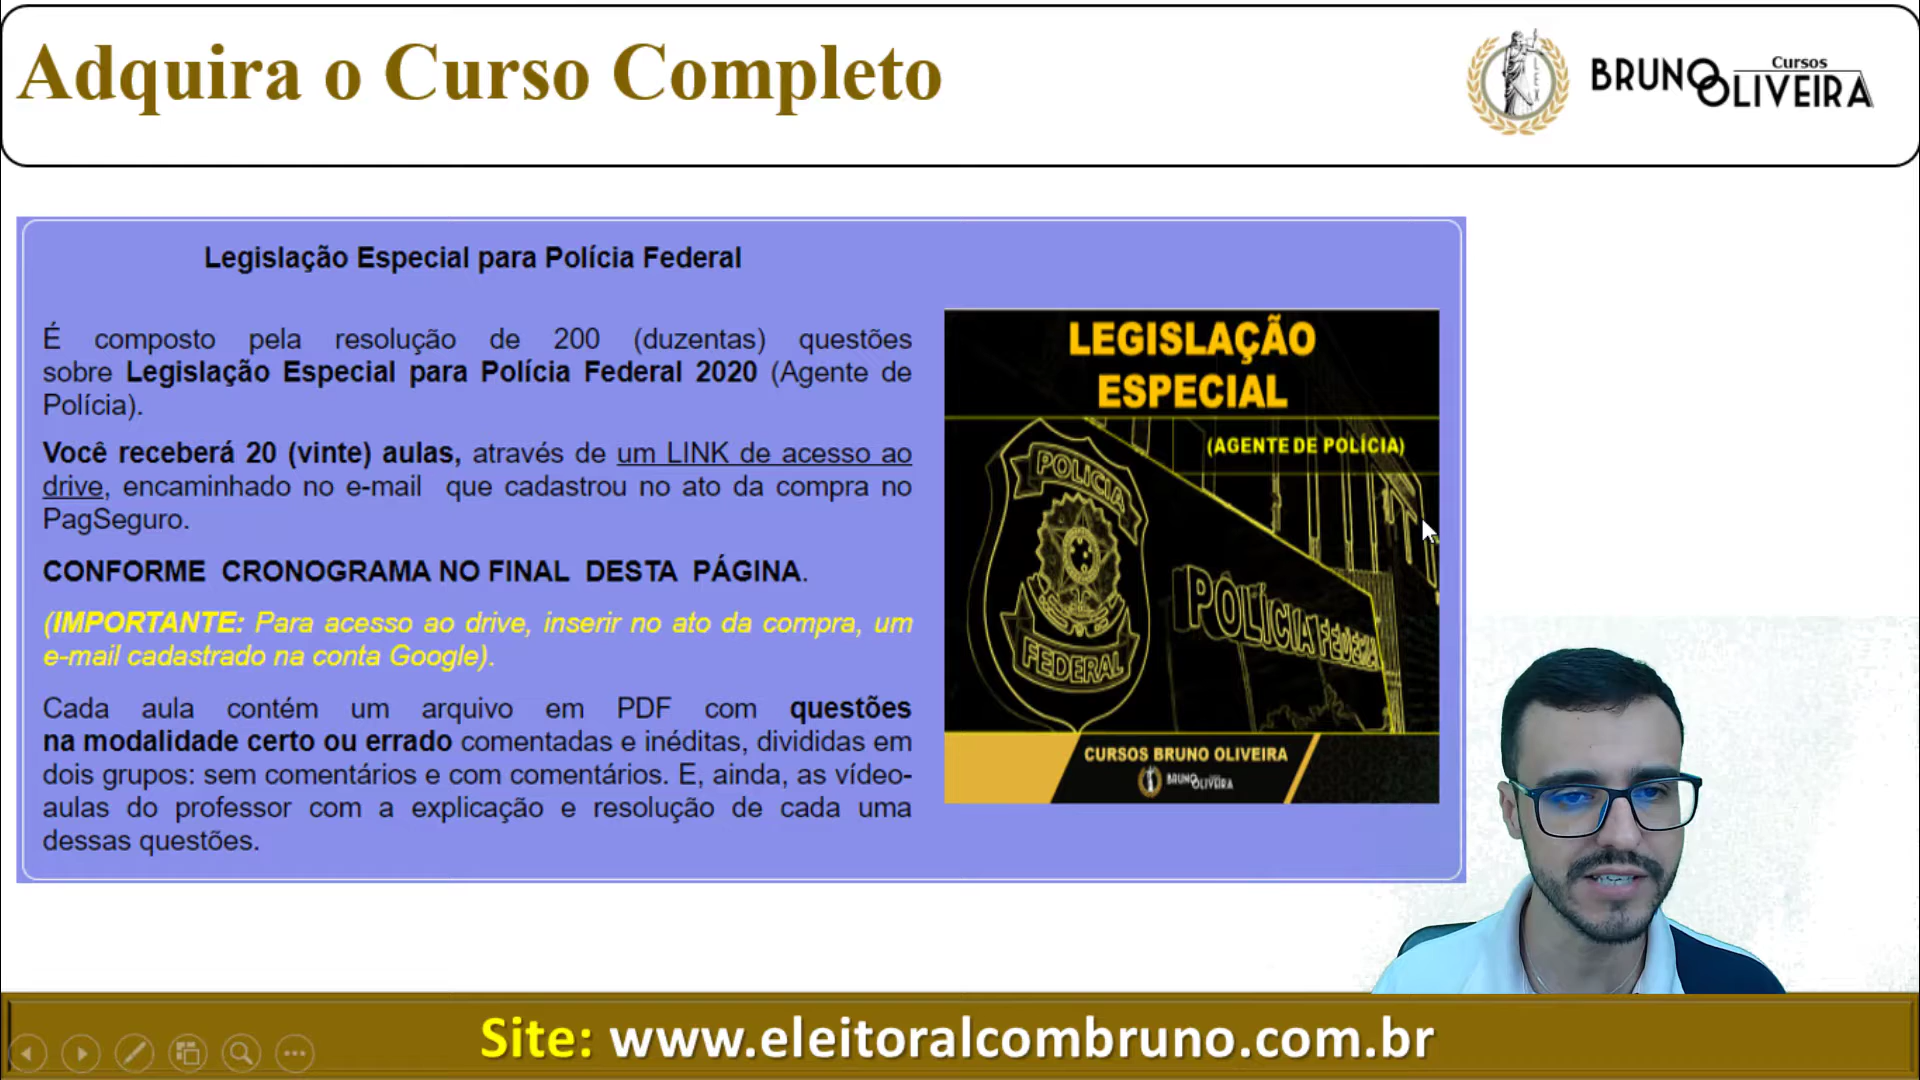 Adquira o Curso Completo
Cursos
BRUNO OLIVEIRA
Legislação Especial para Polícia Federal
É composto pela resolução de 200 (duzentas) questões
sobre Legislação Especial para Polícia Federal 2020 (Agente de
Polícia).
Você receberá 20 (vinte) aulas, através de um LINK de acesso ao
drive, encaminhado no e-mail que cadastrou no ato da compra no
PagSeguro.
CONFORME CRONOGRAMA NO FINAL DESTA PÁGINA.
(IMPORTANTE: Para acesso ao drive, inserir no ato da compra, um
e-mail cadastrado na conta Google).
Cada aula contém um arquivo em PDF com questões
na modalidade certo ou errado comentadas e inéditas, divididas em
dois grupos: sem comentários e com comentários. E, ainda, as vídeo-
aulas do professor com a explicação e resolução de cada uma
dessas questões.
LEGISLAÇÃO
ESPECIAL
(AGENTE DE POLÍCIA)
POLÍCIA
FEDERAL
POLÍCIA FEDERAL
CURSOS BRUNO OLIVEIRA
BRUNO OLIVEIRA
Site: www.eleitoralcombruno.com.br